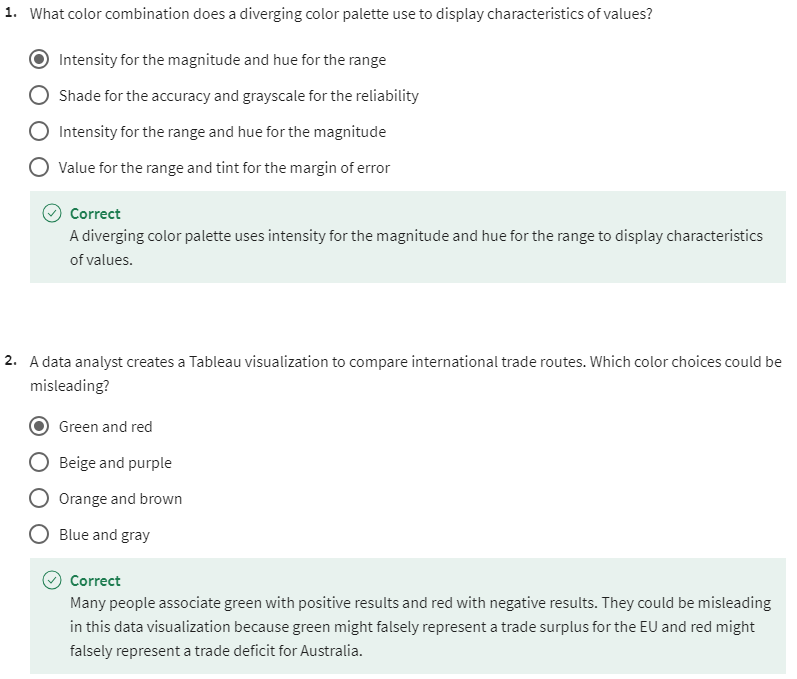 1. What color combination does a diverging color palette use to display characteristics of values?
Intensity for the magnitude and hue for the range
Shade for the accuracy and grayscale for the reliability
Intensity for the range and hue for the magnitude
Value for the range and tint for the margin of error
Correct
A diverging color palette uses intensity for the magnitude and hue for the range to display characteristics
of values.
2. A data analyst creates a Tableau visualization to compare international trade routes. Which color choices could be
misleading?
Green and red
Beige and purple
Orange and brown
Blue and gray
Correct
Many people associate green with positive results and red with negative results. They could be misleading
in this data visualization because green might falsely represent a trade surplus for the EU and red might
falsely represent a trade deficit for Australia.